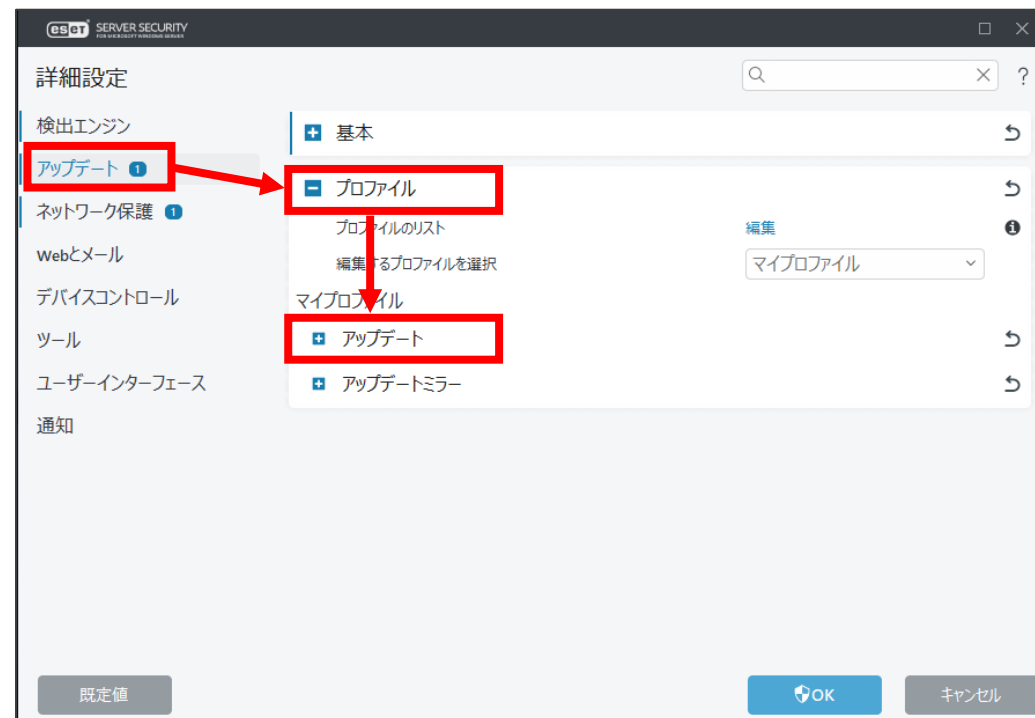 eset SERVER SECURITY
FOR MICROSOFT WINDOWS SERVER
詳細設定
?
検出エンジン
アップデート 1
ネットワーク保護 1
Webとメール
デバイスコントロール
ツール
ユーザーインターフェース
通知
基本
プロファイル
プロファイルのリスト
編集
編集するプロファイルを選択
マイプロファイル
マイプロファイル
アップデート
アップデートミラー
既定値
OK
キャンセル